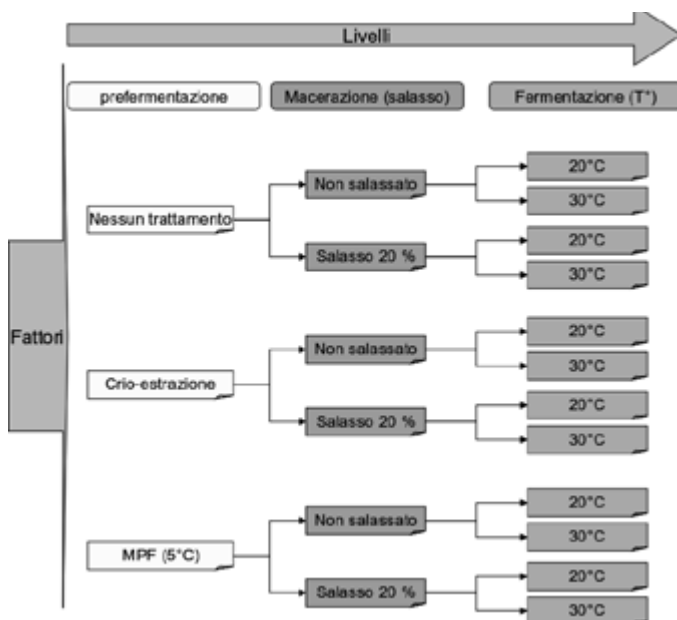 Livelli
prefermentazione
Macerazione (salasso)
Fermentazione (T°)
Fattori
Nessun trattamento
Non salassato
20°C
30°C
Salasso 20 %
20°C
30°C
Crio-estrazione
Non salassato
20°C
30°C
Salasso 20 %
20°C
30°C
MPF (5°C)
Non salassato
20°C
30°C
Salasso 20 %
20°C
30°C